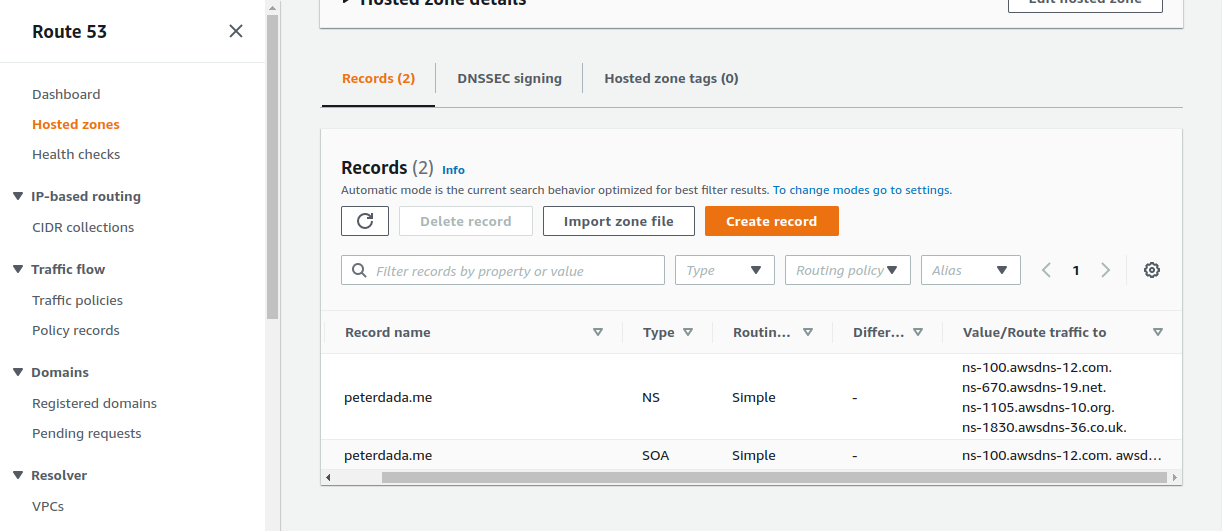 Route 53
Dashboard
Hosted zones
Health checks
IP-based routing
CIDR collections
Traffic flow
Traffic policies
Policy records
Domains
Registered domains
Pending requests
Resolver
VPCs
Hosted zone details
Edit hosted zone
Records (2)
DNSSEC signing
Hosted zone tags (0)
Records (2) Info
Automatic mode is the current search behavior optimized for best filter results. To change modes go to settings.
Delete record
Import zone file
Create record
Filter records by property or value
Type
Routing policy
Alias
1
Record name
Type
Routin...
Differ...
Value/Route traffic to
peterdada.me
NS
Simple
-
ns-100.awsdns-12.com.
ns-670.awsdns-19.net.
ns-1105.awsdns-10.org.
ns-1830.awsdns-36.co.uk.
peterdada.me
SOA
Simple
-
ns-100.awsdns-12.com. awsd...